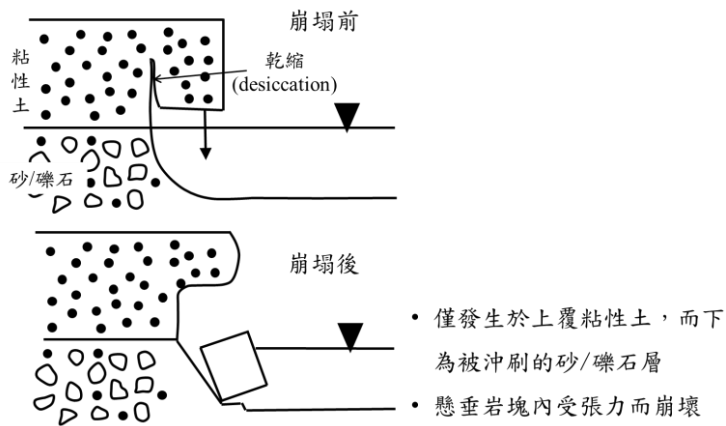 崩塌前
粘性土
乾縮
(desiccation)
砂/礫石
崩塌後
• 僅發生於上覆粘性土，而下
為被沖刷的砂/礫石層
• 懸垂岩塊內受張力而崩壞